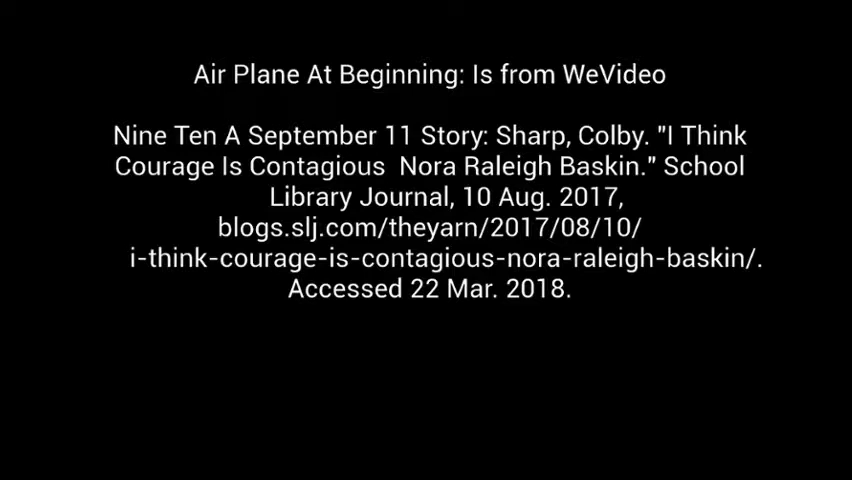 Air Plane At Beginning: Is from WeVideo
Nine Ten A September 11 Story: Sharp, Colby. "I Think
Courage Is Contagious  Nora Raleigh Baskin." School
Library Journal, 10 Aug. 2017,
blogs.slj.com/theyarn/2017/08/10/
i-think-courage-is-contagious-nora-raleigh-baskin/.
Accessed 22 Mar. 2018.